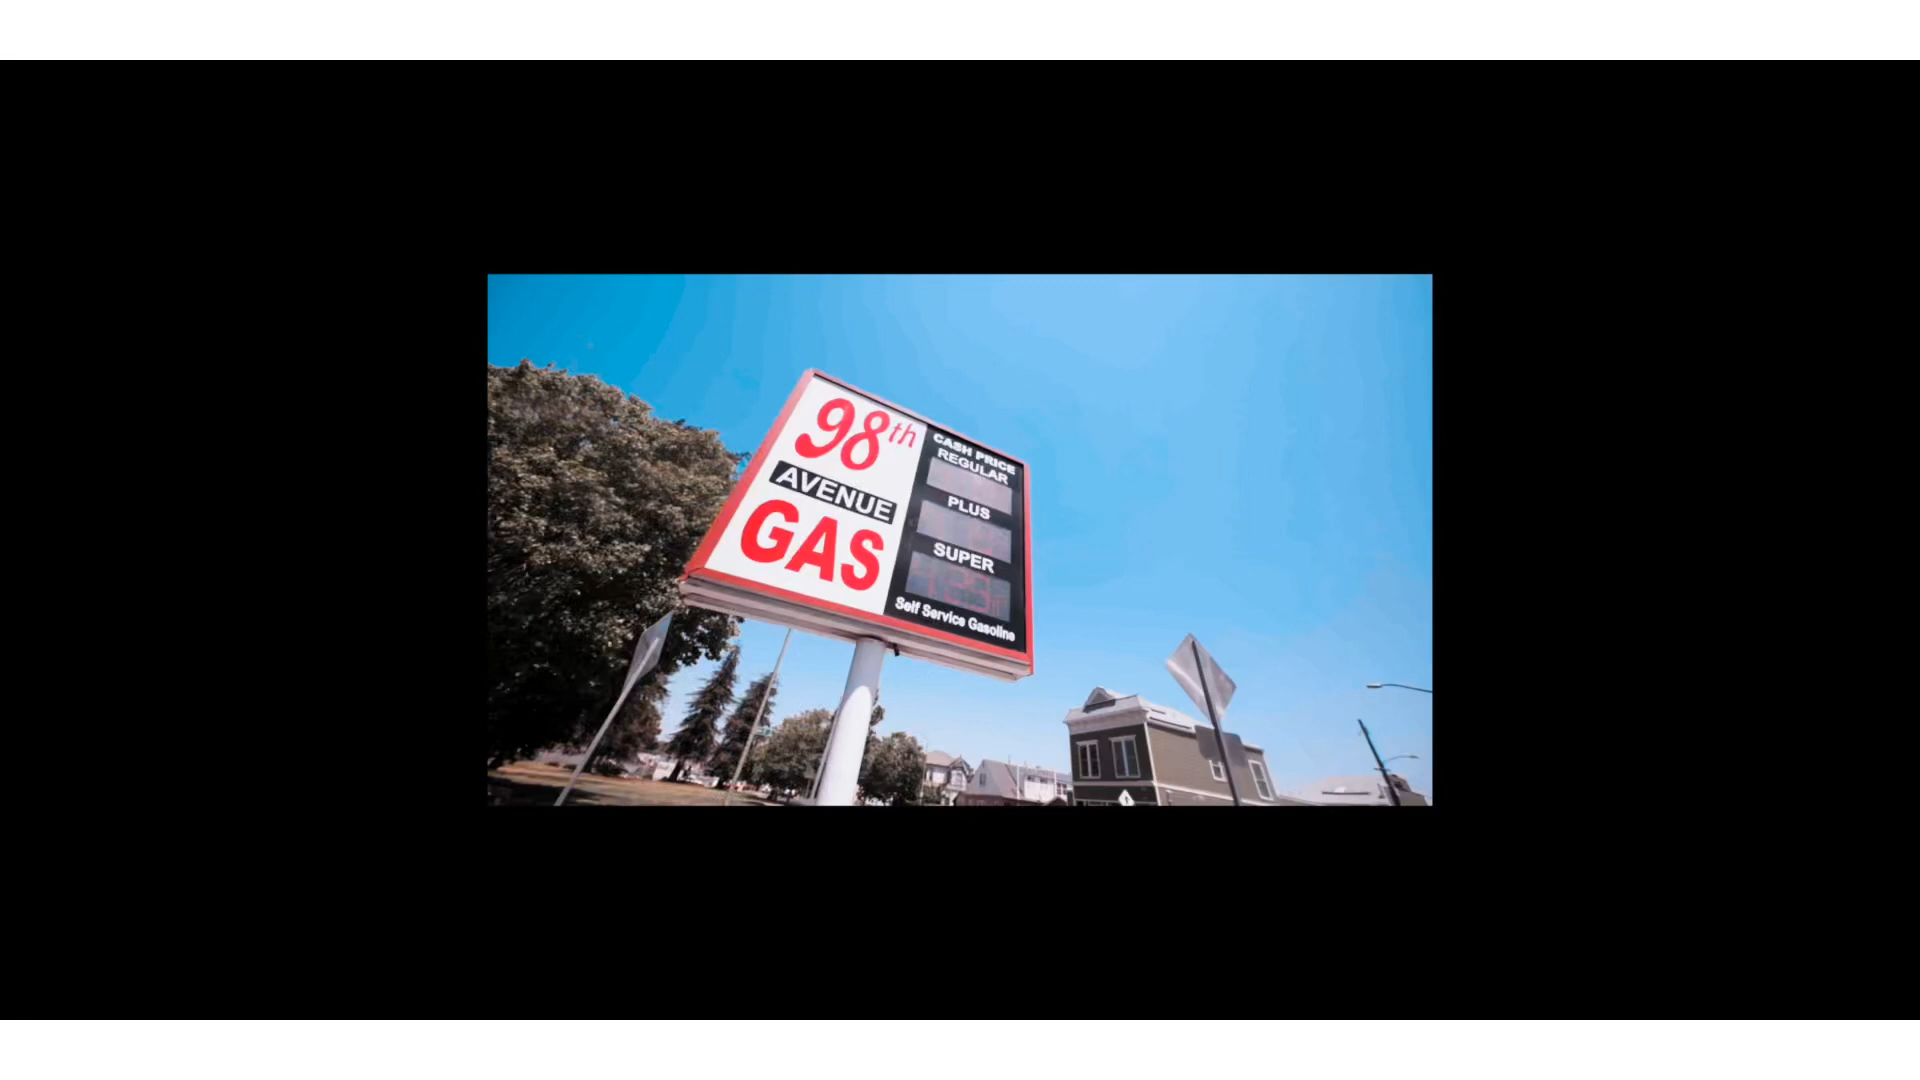 98th
AVENUE
GAS
CASH PRICE
REGULAR
PLUS
SUPER
Self Service Gasoline